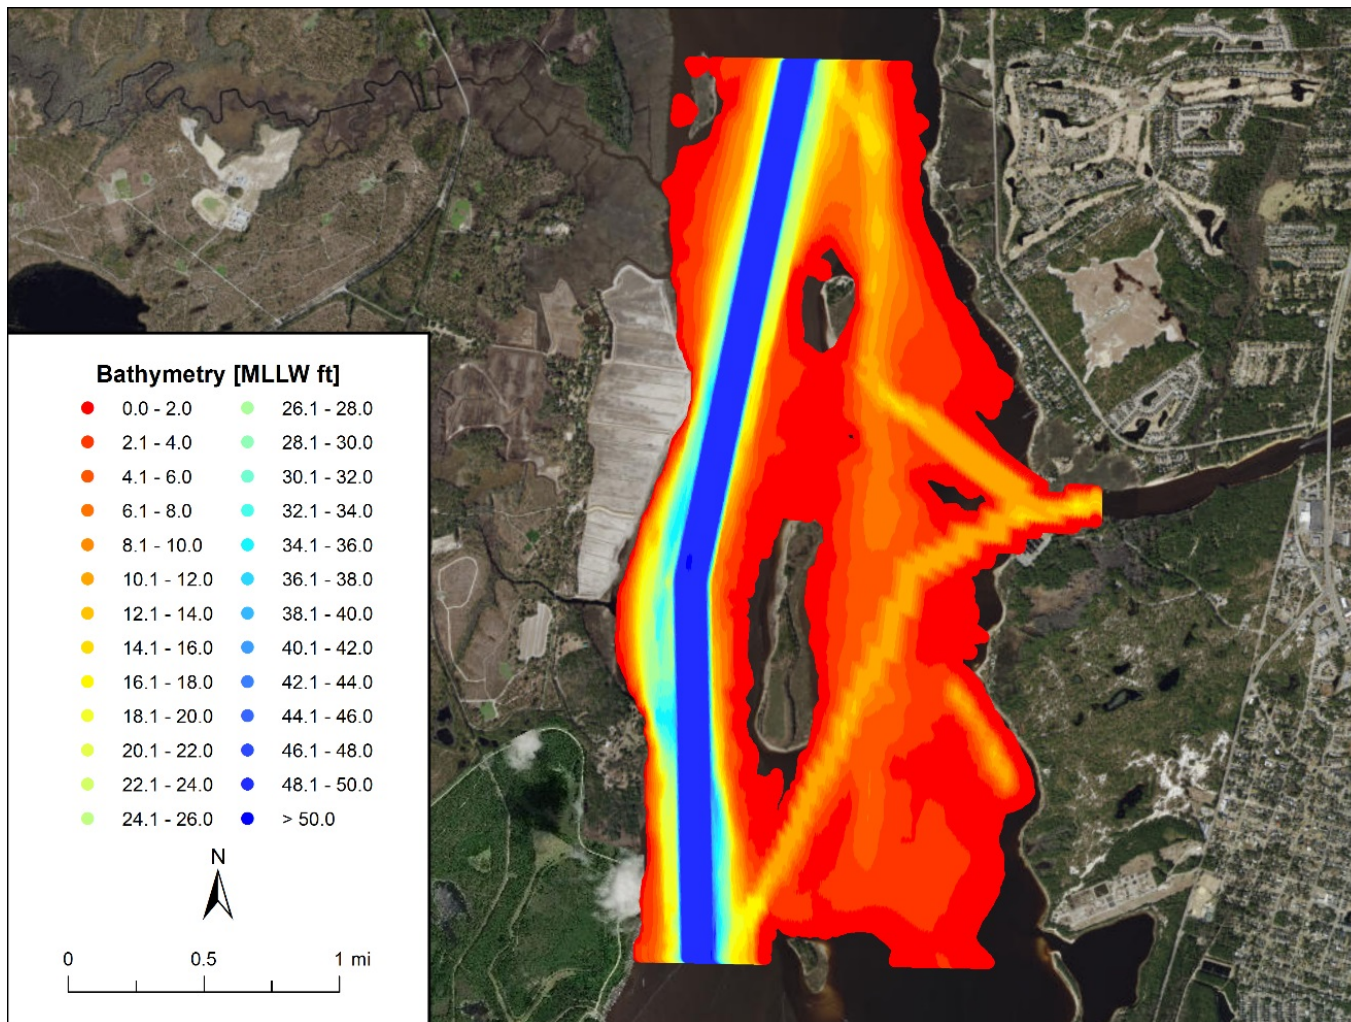 Bathymetry [MLLW ft]
0.0 - 2.0 26.1 - 28.0
2.1 - 4.0 28.1 - 30.0
4.1 - 6.0 30.1 - 32.0
6.1 - 8.0 32.1 - 34.0
8.1 - 10.0 34.1 - 36.0
10.1 - 12.0 36.1 - 38.0
12.1 - 14.0 38.1 - 40.0
14.1 - 16.0 40.1 - 42.0
16.1 - 18.0 42.1 - 44.0
18.1 - 20.0 44.1 - 46.0
20.1 - 22.0 46.1 - 48.0
22.1 - 24.0 48.1 - 50.0
24.1 - 26.0 > 50.0
N
0 0.5 1 mi